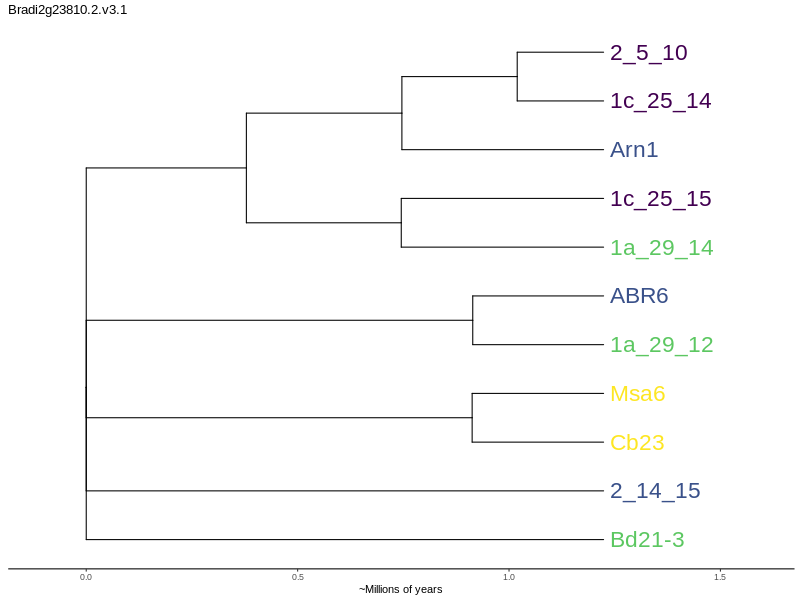 Bradi2g23810.2.v3.1
2_5_10
1c_25_14
Arn1
1c_25_15
1a_29_14
ABR6
1a_29_12
Msa6
Cb23
2_14_15
Bd21-3
0.0 0.5 1.0 1.5
~Millions of years